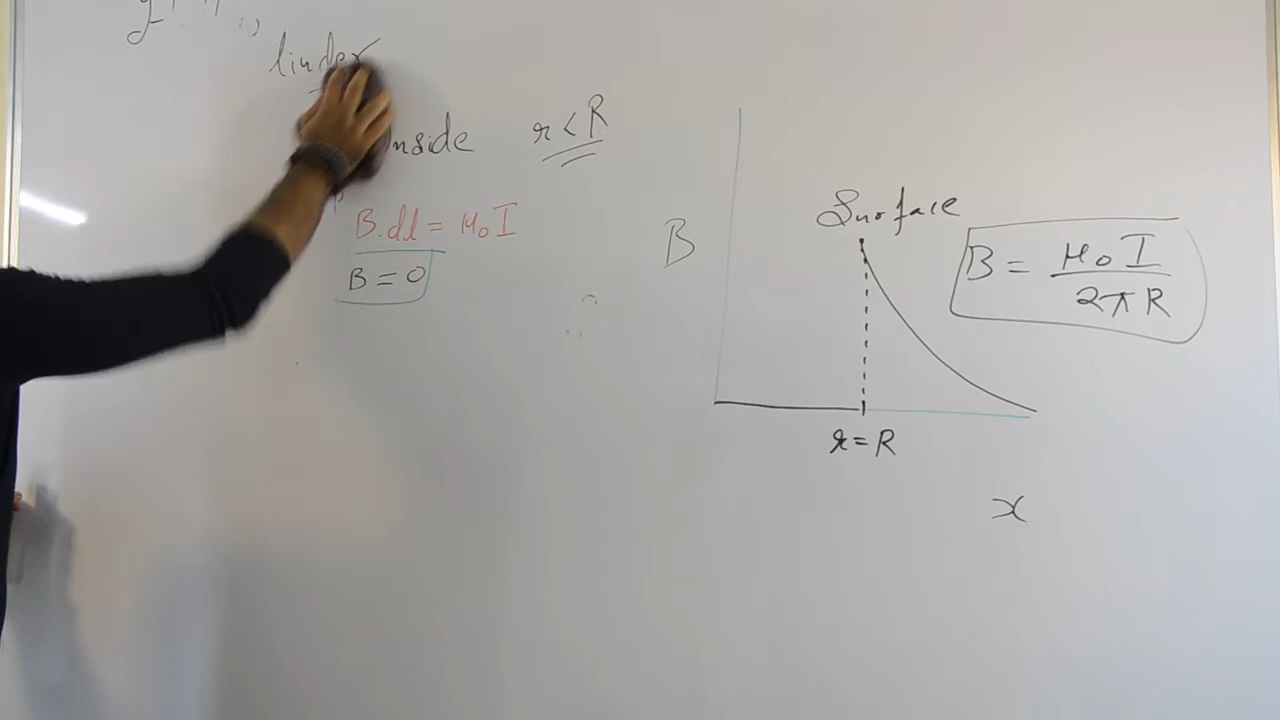 linder
nside r < R
B.dl = μ₀I
B = 0
B
Surface
B = μ₀I / 2πR
r = R
x